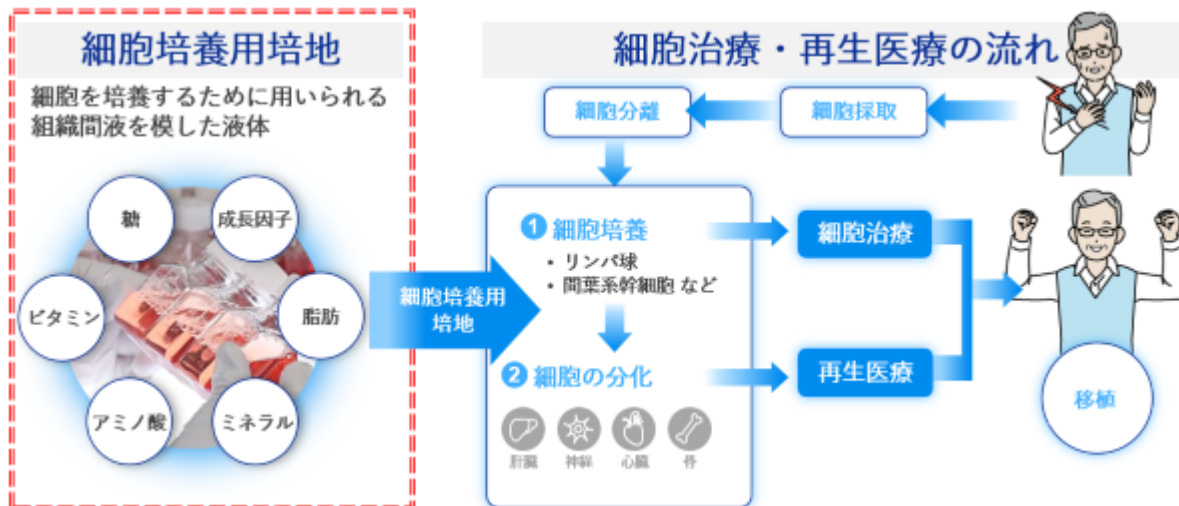 細胞培養用培地
細胞を培養するために用いられる
組織間液を模した液体
糖
成長因子
ビタミン
脂肪
アミノ酸
ミネラル
細胞培養用
培地
細胞治療・再生医療の流れ
細胞分離
細胞採取
1 細胞培養
・リンパ球
・間葉系幹細胞 など
2 細胞の分化
肝臓
神経
心臓
骨
細胞治療
再生医療
移植